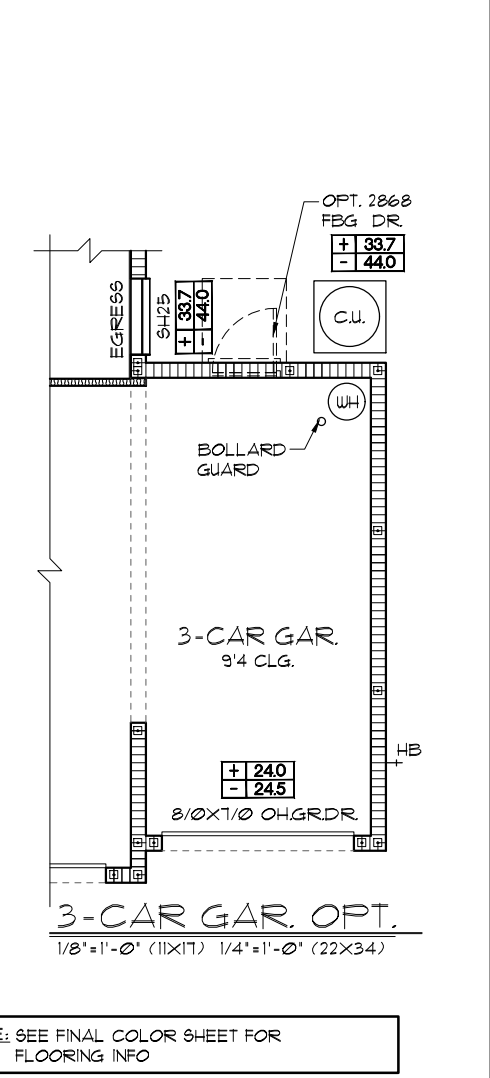 OPT. 2868
FBG DR.
+ 33.7
- 44.0
EGRESS
SH25
+ 33.7
- 44.0
C.U.
WH
BOLLARD
GUARD
3-CAR GAR.
9'4 CLG.
HB
+ 24.0
- 24.5
8/0X7/0 OH.GR.DR.
3-CAR GAR. OPT.
1/8"=1'-0" (11X17) 1/4"=1'-0" (22X34)
E: SEE FINAL COLOR SHEET FOR
FLOORING INFO